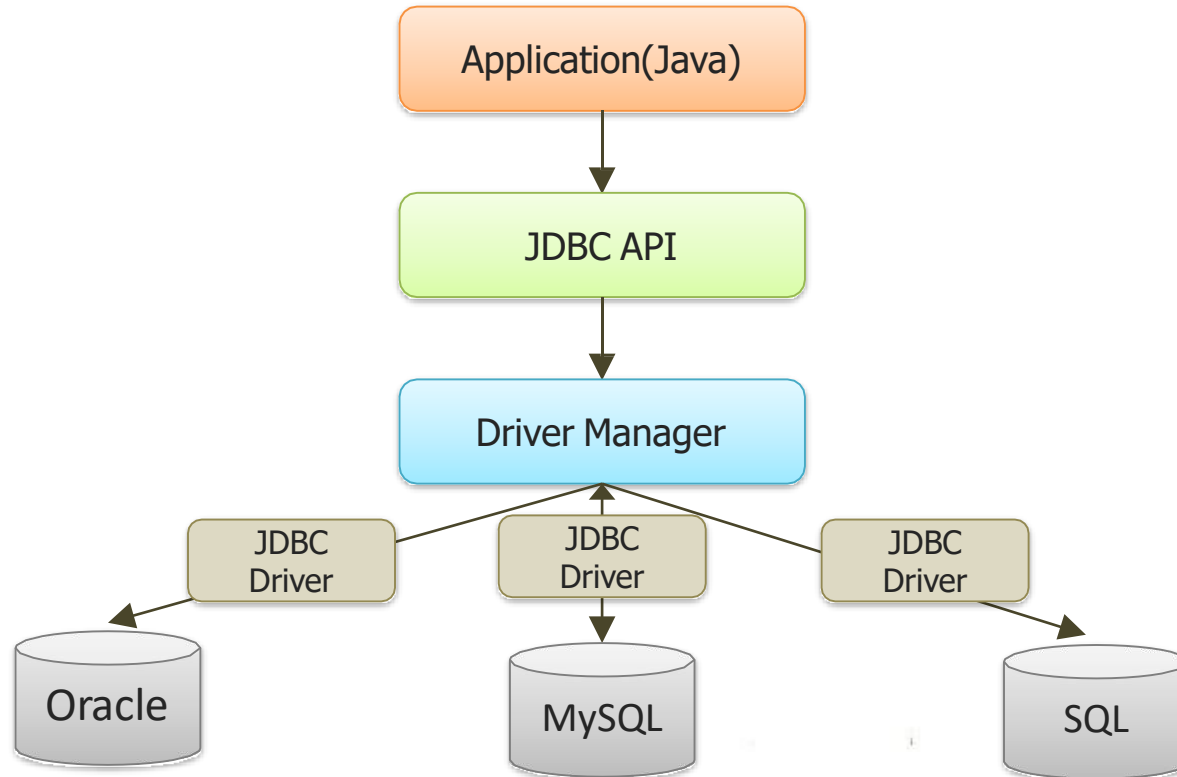 Application(Java)
JDBC API
Driver Manager
JDBC
Driver
JDBC
Driver
JDBC
Driver
Oracle
MySQL
SQL